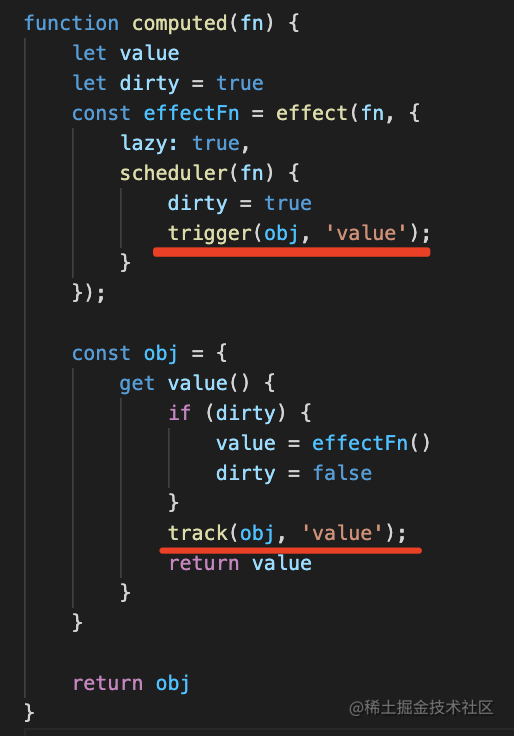 function computed(fn) {
    let value
    let dirty = true
    const effectFn = effect(fn, {
        lazy: true,
        scheduler(fn) {
            dirty = true
            trigger(obj, 'value');
        }
    });

    const obj = {
        get value() {
            if (dirty) {
                value = effectFn()
                dirty = false
            }
            track(obj, 'value');
            return value
        }
    }

    return obj
}
@稀土掘金技术社区